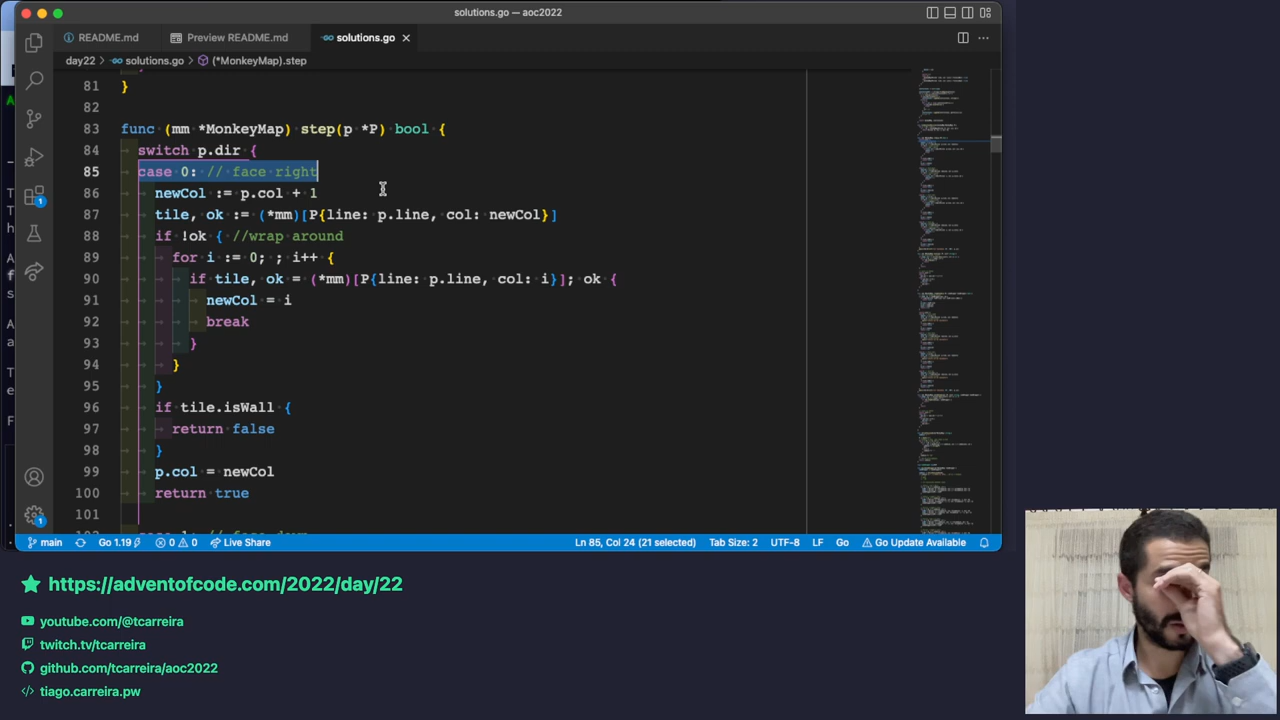 solutions.go — aoc2022
README.md
Preview README.md
solutions.go
day22 › solutions.go › (*MonkeyMap).step
81 }
82
83 func (mm *MonkeyMap) step(p *P) bool {
84 switch p.dir {
85 case 0: // face right
86 newCol := p.col + 1
87 tile, ok := (*mm)[P{line: p.line, col: newCol}]
88 if !ok { //wrap around
89 for i := 0; ; i++ {
90 if tile, ok = (*mm)[P{line: p.line, col: i}]; ok {
91 newCol = i
92 break
93 }
94 }
95 }
96 if tile.isWall {
97 return false
98 }
99 p.col = newCol
100 return true
101
main Go 1.19 0 0 Live Share Ln 85, Col 24 (21 selected) Tab Size: 2 UTF-8 LF Go Go Update Available
https://adventofcode.com/2022/day/22
youtube.com/@tcarreira
twitch.tv/tcarreira
github.com/tcarreira/aoc2022
tiago.carreira.pw